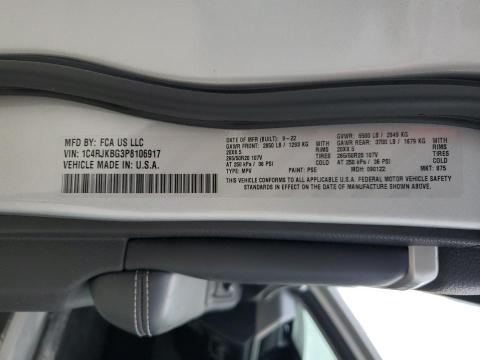 MFD BY: FCA US LLC
VIN: 1C4RJKBG3P8106917
VEHICLE MADE IN: U.S.A.
DATE OF MFR (BUILT): 9-22
GVWR: 6500 LB / 2949 KG
GAWR FRONT: 2850 LB / 1293 KG WITH
20X8.5 RIMS
265/50R20 107V TIRES
AT 250 kPa / 36 PSI
GAWR REAR: 3700 LB / 1679 KG WITH
20X8.5 RIMS
265/50R20 107V TIRES
AT 250 kPa / 36 PSI
TYPE: MPV PAINT: PSE MDH: 090122 MKT: 875
THIS VEHICLE CONFORMS TO ALL APPLICABLE U.S.A. FEDERAL MOTOR VEHICLE SAFETY
STANDARDS IN EFFECT ON THE DATE OF MANUFACTURE SHOWN ABOVE.